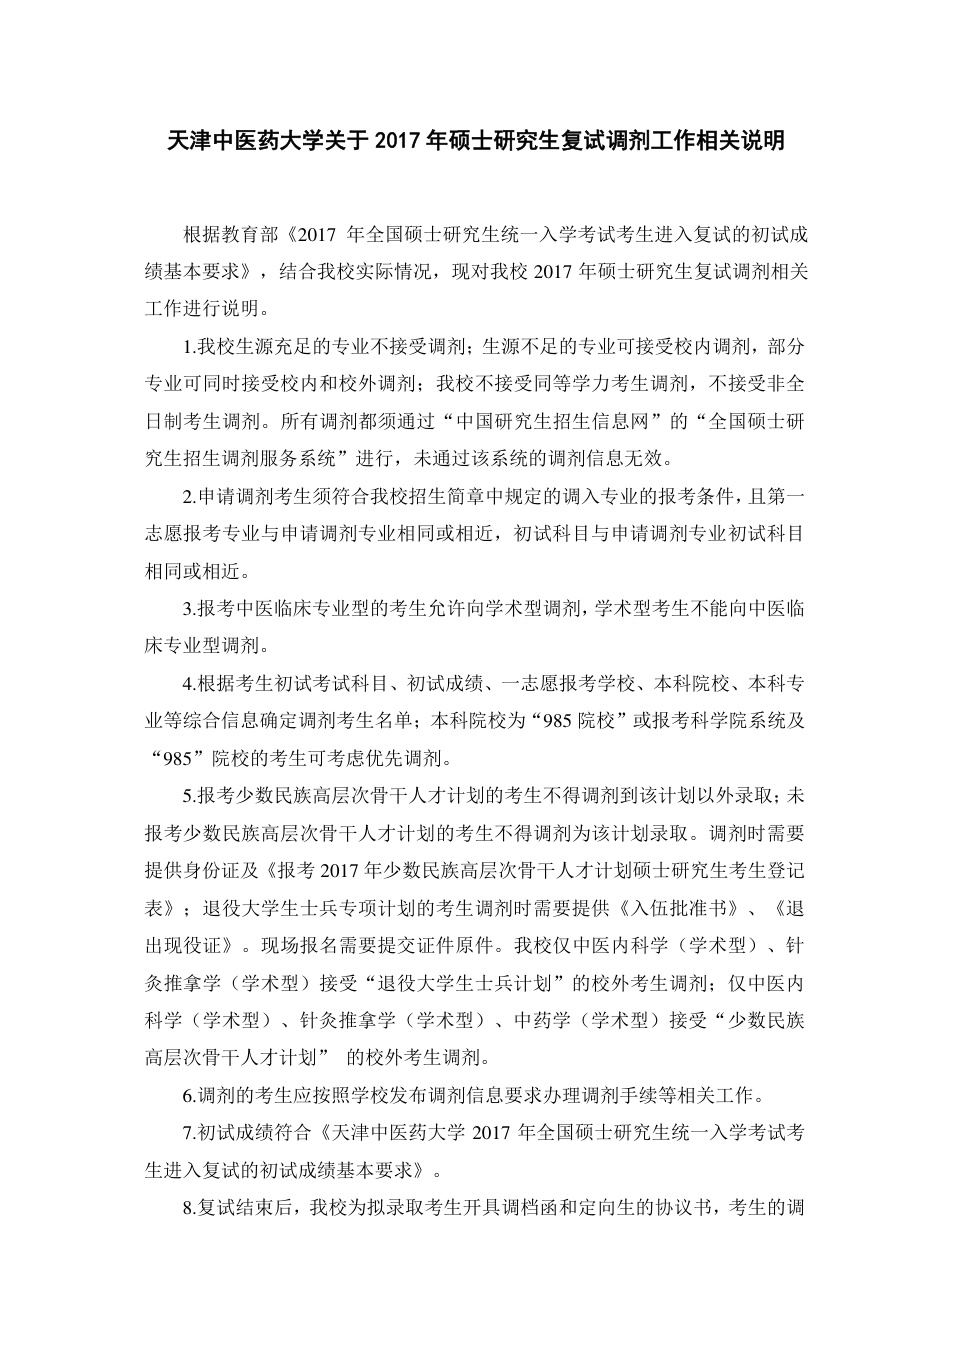 天津中医药大学关于 2017 年硕士研究生复试调剂工作相关说明
根据教育部《2017 年全国硕士研究生统一入学考试考生进入复试的初试成
绩基本要求》，结合我校实际情况，现对我校 2017 年硕士研究生复试调剂相关
工作进行说明。
1.我校生源充足的专业不接受调剂；生源不足的专业可接受校内调剂，部分
专业可同时接受校内和校外调剂；我校不接受同等学力考生调剂，不接受非全
日制考生调剂。所有调剂都须通过“中国研究生招生信息网”的“全国硕士研
究生招生调剂服务系统”进行，未通过该系统的调剂信息无效。
2.申请调剂考生须符合我校招生简章中规定的调入专业的报考条件，且第一
志愿报考专业与申请调剂专业相同或相近，初试科目与申请调剂专业初试科目
相同或相近。
3.报考中医临床专业型的考生允许向学术型调剂，学术型考生不能向中医临
床专业型调剂。
4.根据考生初试考试科目、初试成绩、一志愿报考学校、本科院校、本科专
业等综合信息确定调剂考生名单；本科院校为“985 院校”或报考科学院系统及
“985”院校的考生可考虑优先调剂。
5.报考少数民族高层次骨干人才计划的考生不得调剂到该计划以外录取；未
报考少数民族高层次骨干人才计划的考生不得调剂为该计划录取。调剂时需要
提供身份证及《报考 2017 年少数民族高层次骨干人才计划硕士研究生考生登记
表》；退役大学生士兵专项计划的考生调剂时需要提供《入伍批准书》、《退
出现役证》。现场报名需要提交证件原件。我校仅中医内科学（学术型）、针
灸推拿学（学术型）接受“退役大学生士兵计划”的校外考生调剂；仅中医内
科学（学术型）、针灸推拿学（学术型）、中药学（学术型）接受“少数民族
高层次骨干人才计划” 的校外考生调剂。
6.调剂的考生应按照学校发布调剂信息要求办理调剂手续等相关工作。
7.初试成绩符合《天津中医药大学 2017 年全国硕士研究生统一入学考试考
生进入复试的初试成绩基本要求》。
8.复试结束后，我校为拟录取考生开具调档函和定向生的协议书，考生的调